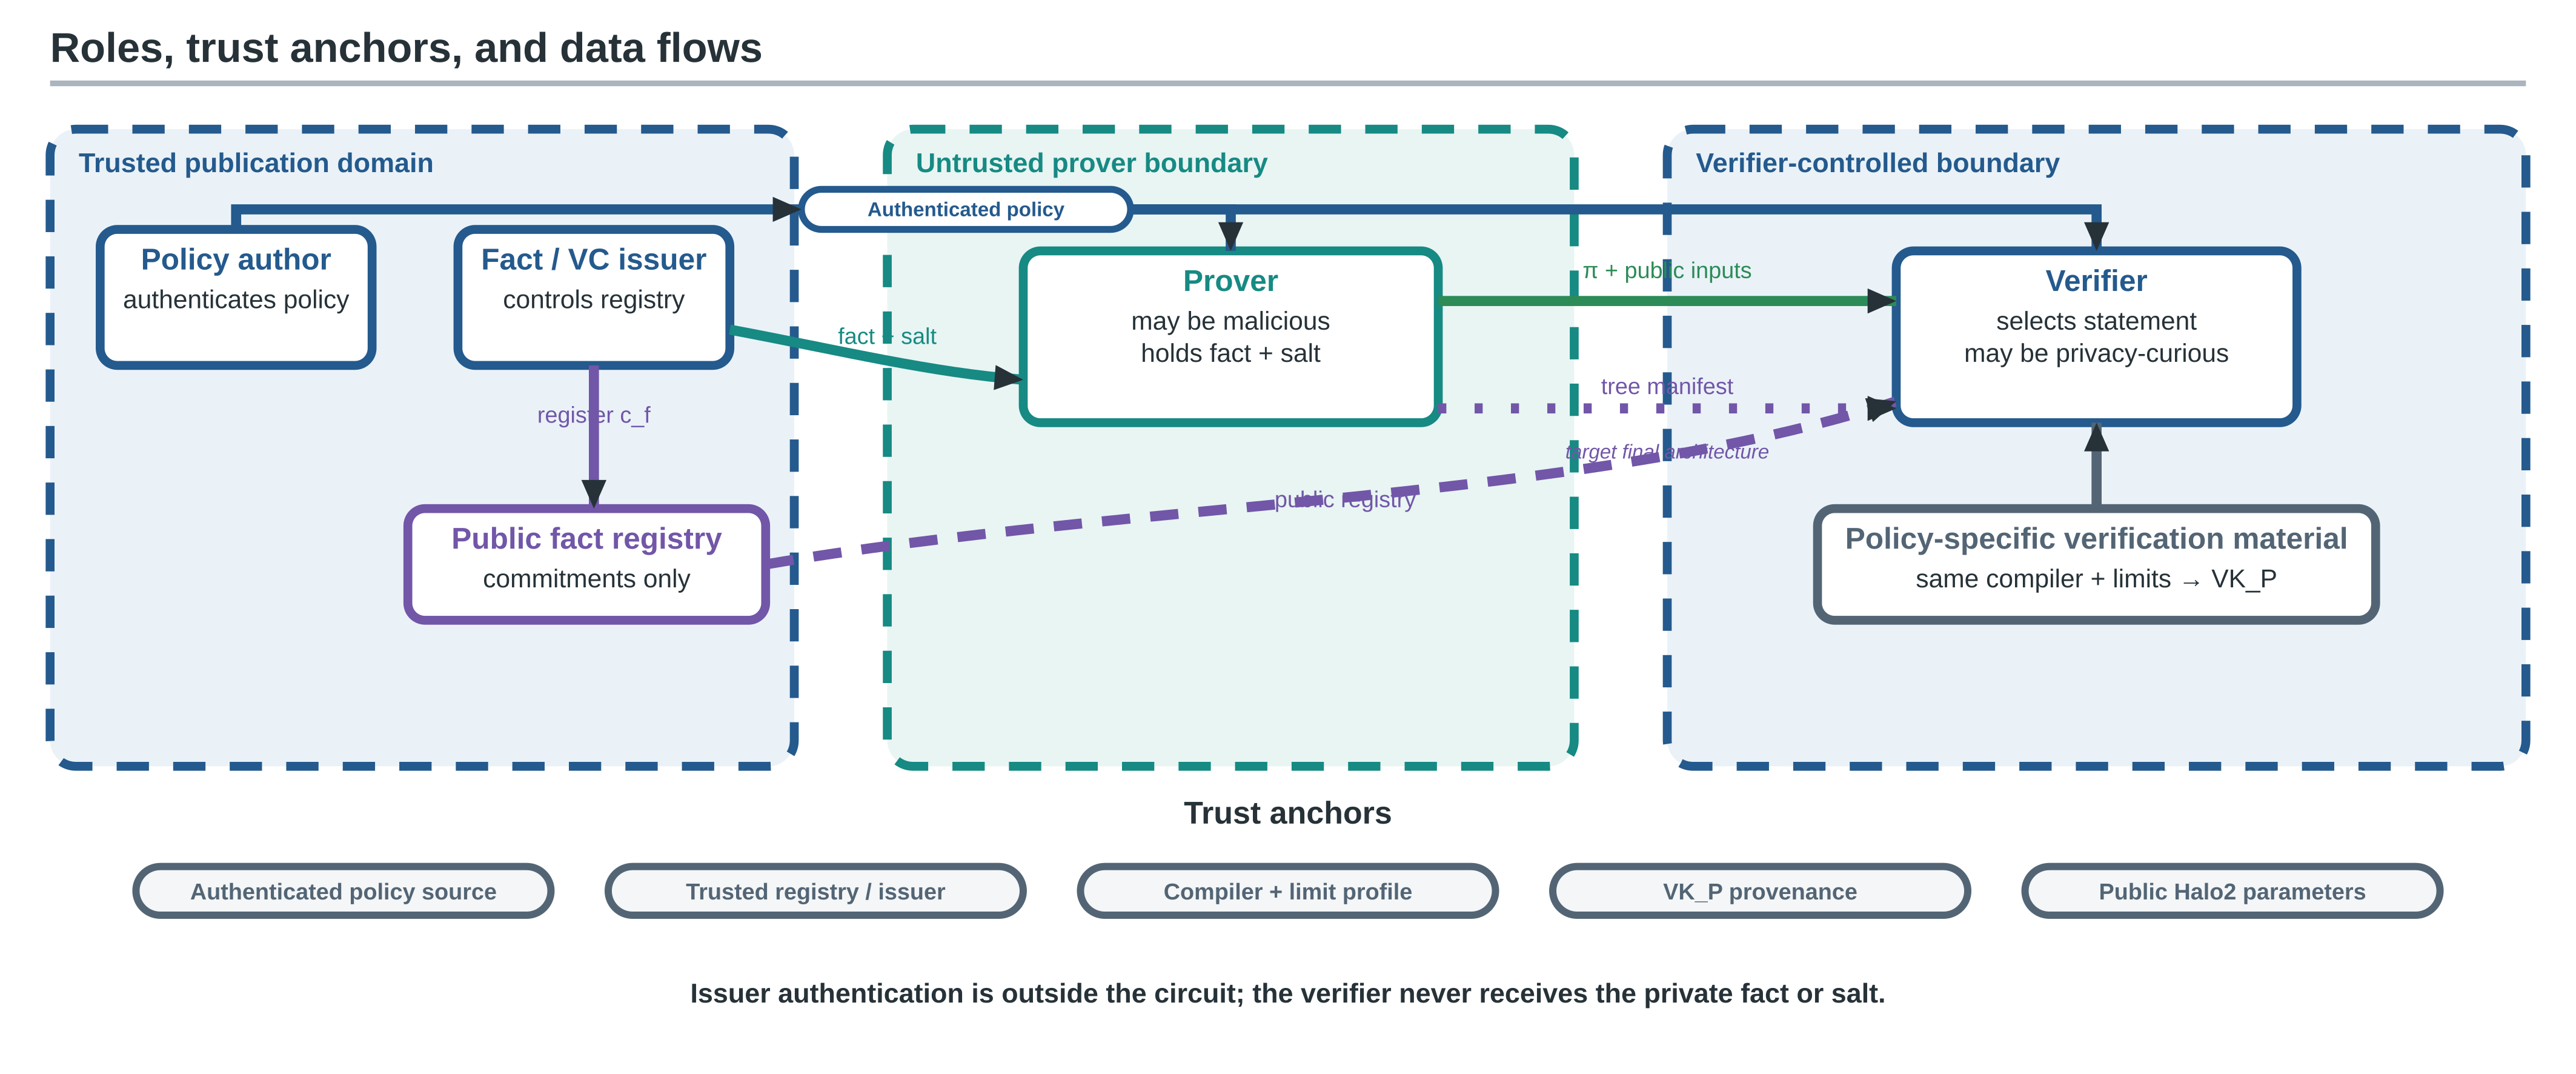 Roles, trust anchors, and data flows
Trusted publication domain
Untrusted prover boundary
Verifier-controlled boundary
Authenticated policy
Policy author
authenticates policy
Fact / VC issuer
controls registry
fact + salt
register c_f
Public fact registry
commitments only
Prover
may be malicious
holds fact + salt
π + public inputs
tree manifest
target final architecture
public registry
Verifier
selects statement
may be privacy-curious
Policy-specific verification material
same compiler + limits → VK_P
Trust anchors
Authenticated policy source
Trusted registry / issuer
Compiler + limit profile
VK_P provenance
Public Halo2 parameters
Issuer authentication is outside the circuit; the verifier never receives the private fact or salt.